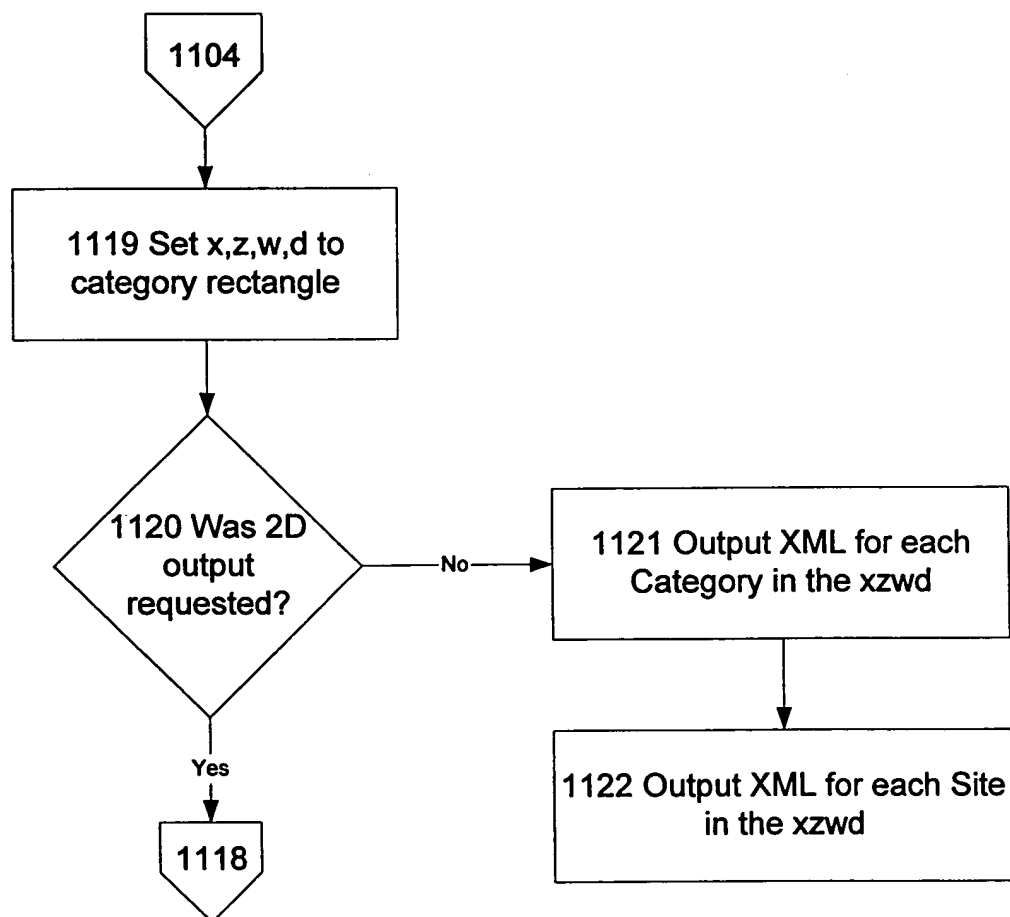 1104
1119 Set x,z,w,d to
category rectangle
1120 Was 2D
output
requested?
No
1121 Output XML for each
Category in the xzwd
Yes
1122 Output XML for each Site
in the xzwd
1118